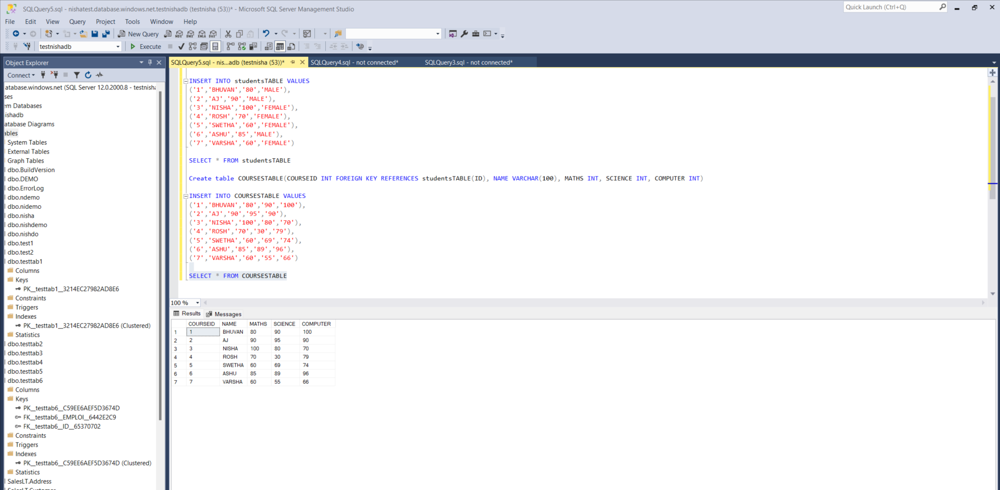 SQLQuery5.sql - nishatest.database.windows.net.testnishadb (testnisha (53))* - Microsoft SQL Server Management Studio
Quick Launch (Ctrl+Q)
File Edit View Query Project Tools Window Help
New Query
MDX DMX XMLA DAX
testnishadb
Execute
Object Explorer
SQLQuery5.sql - nis...adb (testnisha (53))*
SQLQuery4.sql - not connected*
SQLQuery3.sql - not connected*
Connect
atabase.windows.net (SQL Server 12.0.2000.8 - testnisha
ses
em Databases
ishadb
atabase Diagrams
ables
System Tables
External Tables
Graph Tables
dbo.BuildVersion
dbo.DEMO
dbo.ErrorLog
dbo.ndemo
dbo.nidemo
dbo.nisha
dbo.nishdemo
dbo.nishdo
dbo.test1
dbo.test2
dbo.testtab1
Columns
Keys
PK__testtab1__3214EC27982AD8E6
Constraints
Triggers
Indexes
PK__testtab1__3214EC27982AD8E6 (Clustered)
Statistics
dbo.testtab2
dbo.testtab3
dbo.testtab4
dbo.testtab5
dbo.testtab6
Columns
Keys
PK__testtab6__C59EE6AEF5D3674D
FK__testtab6__EMPLOI__6442E2C9
FK__testtab6__ID__65370702
Constraints
Triggers
Indexes
PK__testtab6__C59EE6AEF5D3674D (Clustered)
Statistics
SalesLT.Address
SalesLT.Customer
INSERT INTO studentsTABLE VALUES
('1','BHUVAN','80','MALE'),
('2','AJ','90','MALE'),
('3','NISHA','100','FEMALE'),
('4','ROSH','70','FEMALE'),
('5','SWETHA','60','FEMALE'),
('6','ASHU','85','MALE'),
('7','VARSHA','60','FEMALE')
SELECT * FROM studentsTABLE
Create table COURSESTABLE(COURSEID INT FOREIGN KEY REFERENCES studentsTABLE(ID), NAME VARCHAR(100), MATHS INT, SCIENCE INT, COMPUTER INT)
INSERT INTO COURSESTABLE VALUES
('1','BHUVAN','80','90','100'),
('2','AJ','90','95','90'),
('3','NISHA','100','80','70'),
('4','ROSH','70','30','79'),
('5','SWETHA','60','69','74'),
('6','ASHU','85','89','96'),
('7','VARSHA','60','55','66')
SELECT * FROM COURSESTABLE
100 %
Results Messages
COURSEID NAME MATHS SCIENCE COMPUTER
1 1 BHUVAN 80 90 100
2 2 AJ 90 95 90
3 3 NISHA 100 80 70
4 4 ROSH 70 30 79
5 5 SWETHA 60 69 74
6 6 ASHU 85 89 96
7 7 VARSHA 60 55 66